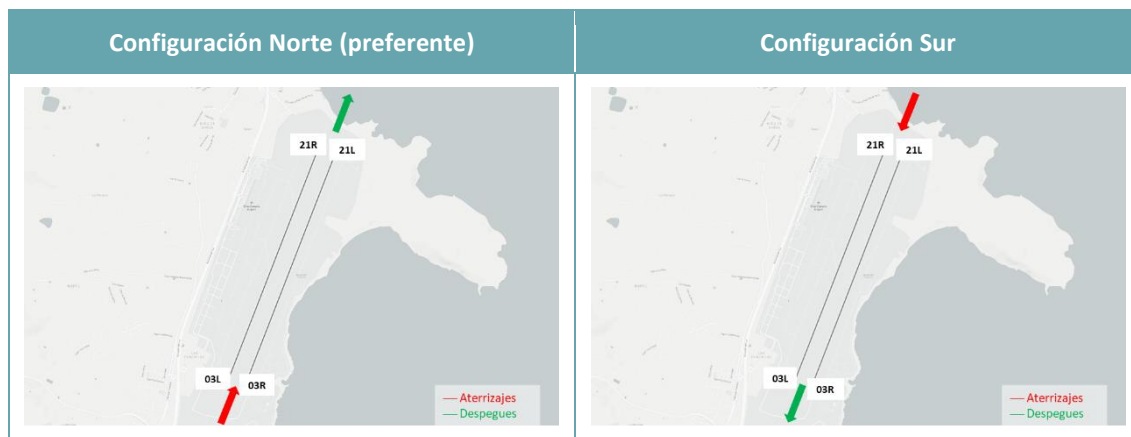 Configuración Norte (preferente)
Configuración Sur
21R
21L
03L
03R
Aterrizajes
Despegues
21R
21L
03L
03R
Aterrizajes
Despegues